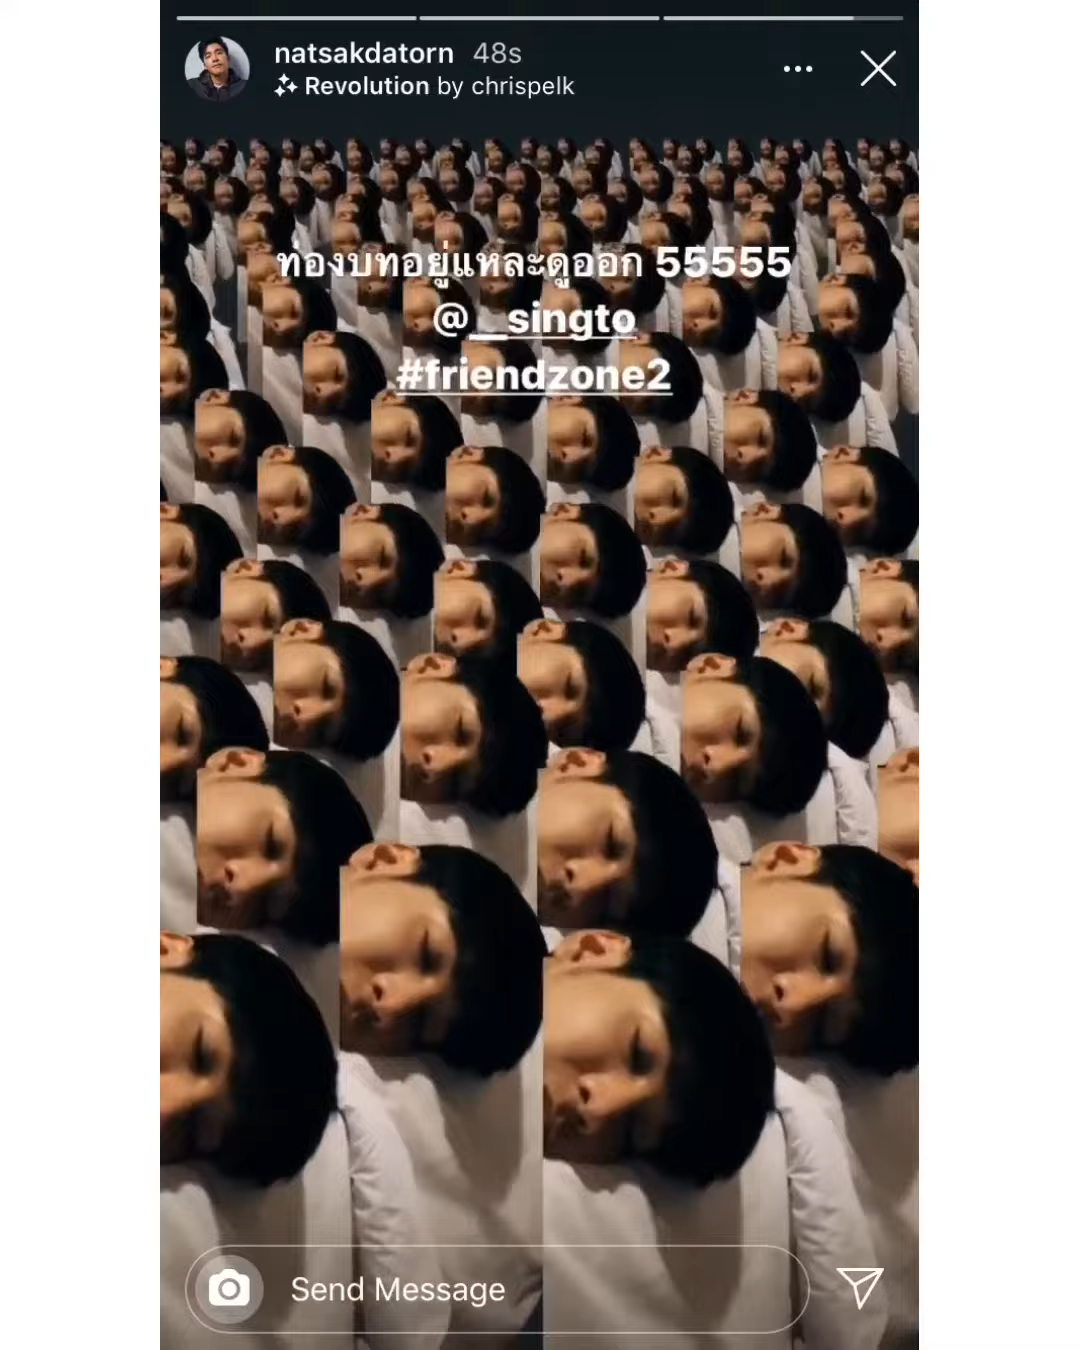 natsakdatorn 48s
Revolution by chrispelk
ท่องบทอยู่แหละดูออก 55555
@__singto
#friendzone2
Send Message